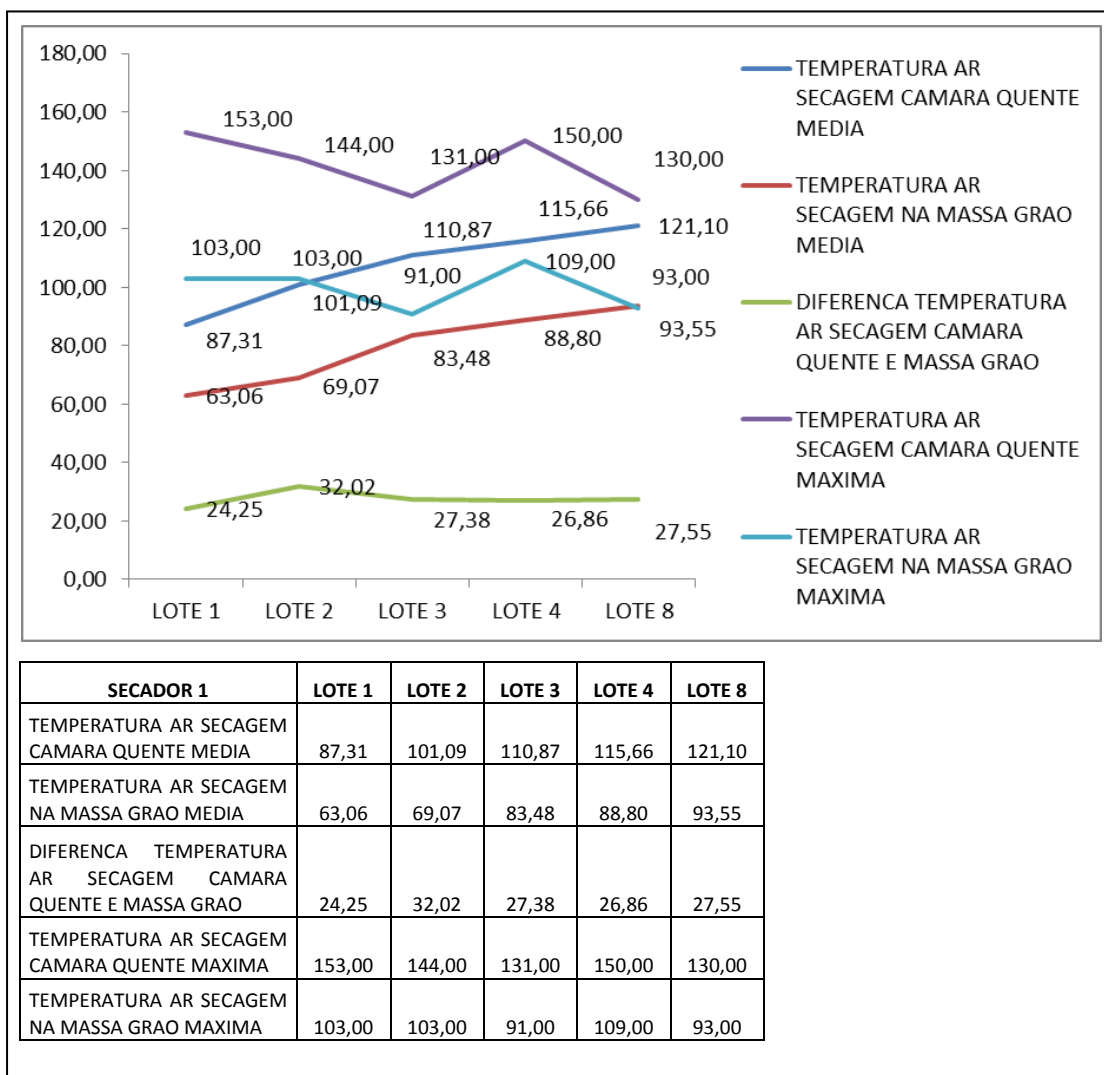 180,00
160,00
140,00
120,00
100,00
80,00
60,00
40,00
20,00
0,00
153,00
144,00
131,00
150,00
130,00
87,31
101,09
110,87
115,66
121,10
103,00
103,00
91,00
109,00
93,00
63,06
69,07
83,48
88,80
93,55
24,25
32,02
27,38
26,86
27,55
LOTE 1 LOTE 2 LOTE 3 LOTE 4 LOTE 8
TEMPERATURA AR
SECAGEM CAMARA QUENTE
MEDIA
TEMPERATURA AR
SECAGEM NA MASSA GRAO
MEDIA
DIFERENCA TEMPERATURA
AR SECAGEM CAMARA
QUENTE E MASSA GRAO
TEMPERATURA AR
SECAGEM CAMARA QUENTE
MAXIMA
TEMPERATURA AR
SECAGEM NA MASSA GRAO
MAXIMA
SECADOR 1 LOTE 1 LOTE 2 LOTE 3 LOTE 4 LOTE 8
TEMPERATURA AR SECAGEM
CAMARA QUENTE MEDIA 87,31 101,09 110,87 115,66 121,10
TEMPERATURA AR SECAGEM
NA MASSA GRAO MEDIA 63,06 69,07 83,48 88,80 93,55
DIFERENCA TEMPERATURA
AR SECAGEM CAMARA
QUENTE E MASSA GRAO 24,25 32,02 27,38 26,86 27,55
TEMPERATURA AR SECAGEM
CAMARA QUENTE MAXIMA 153,00 144,00 131,00 150,00 130,00
TEMPERATURA AR SECAGEM
NA MASSA GRAO MAXIMA 103,00 103,00 91,00 109,00 93,00